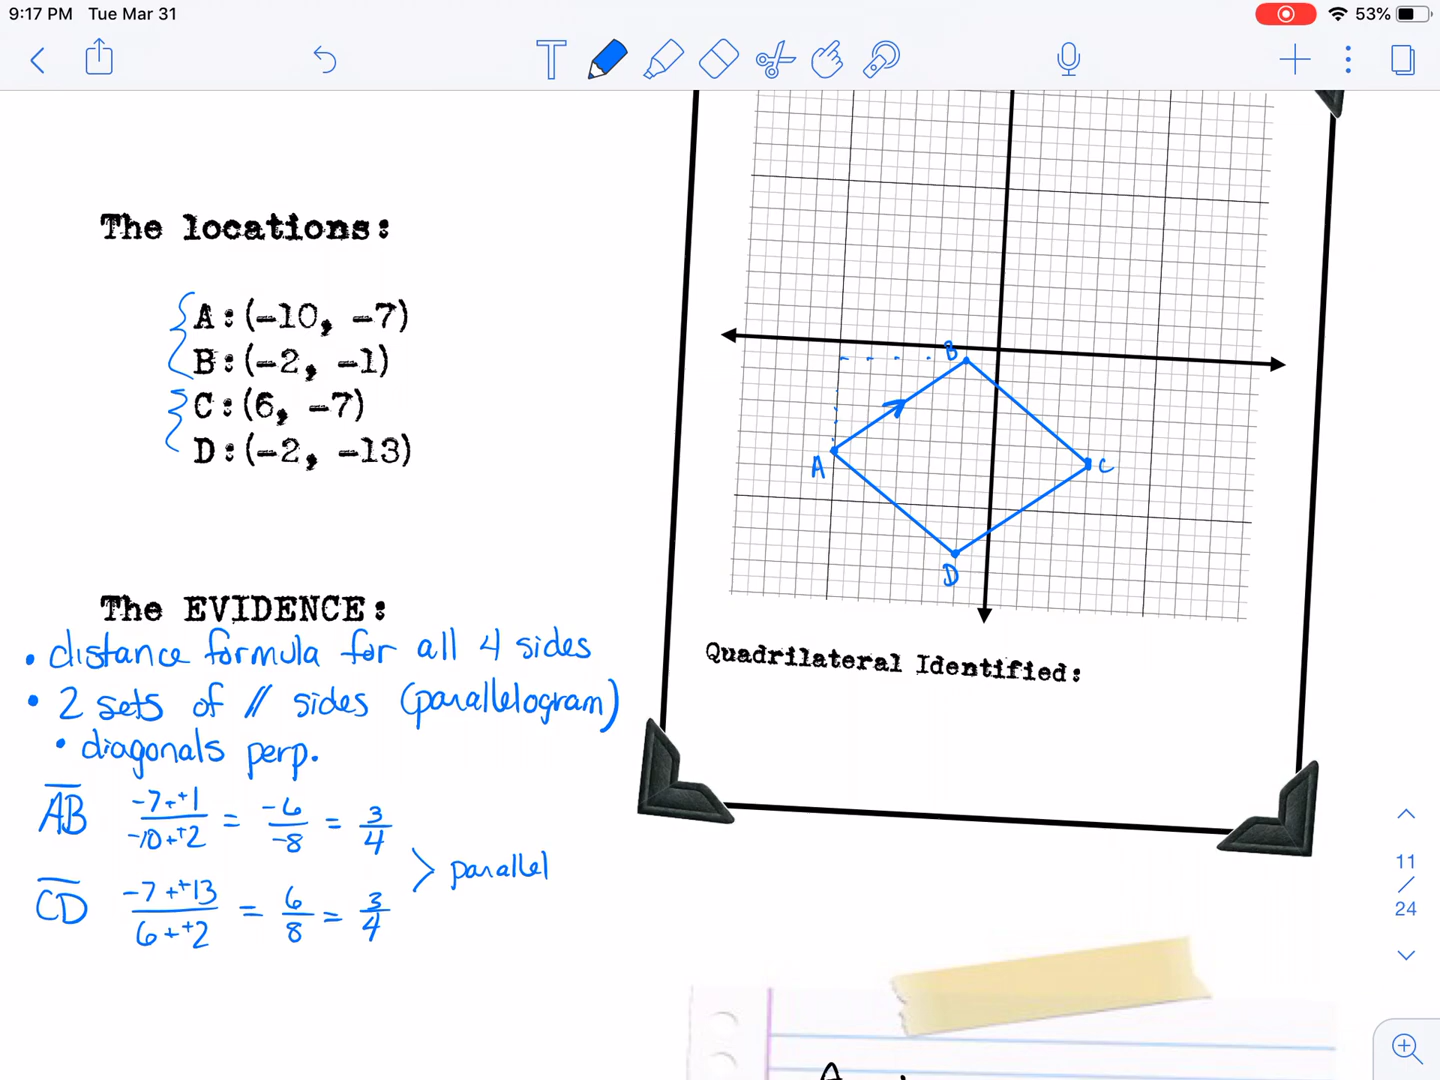 9:17 PM Tue Mar 31
53%
T
The locations:
A:(-10, -7)
B:(-2, -1)
C:(6, -7)
D:(-2, -13)
The EVIDENCE:
• distance formula for all 4 sides
• 2 sets of // sides (parallelogram)
• diagonals perp.
AB -7++1/-10++2 = -6/-8 = 3/4
> parallel
CD -7++13/6++2 = 6/8 = 3/4
B
A
C
D
Quadrilateral Identified:
11
/
24